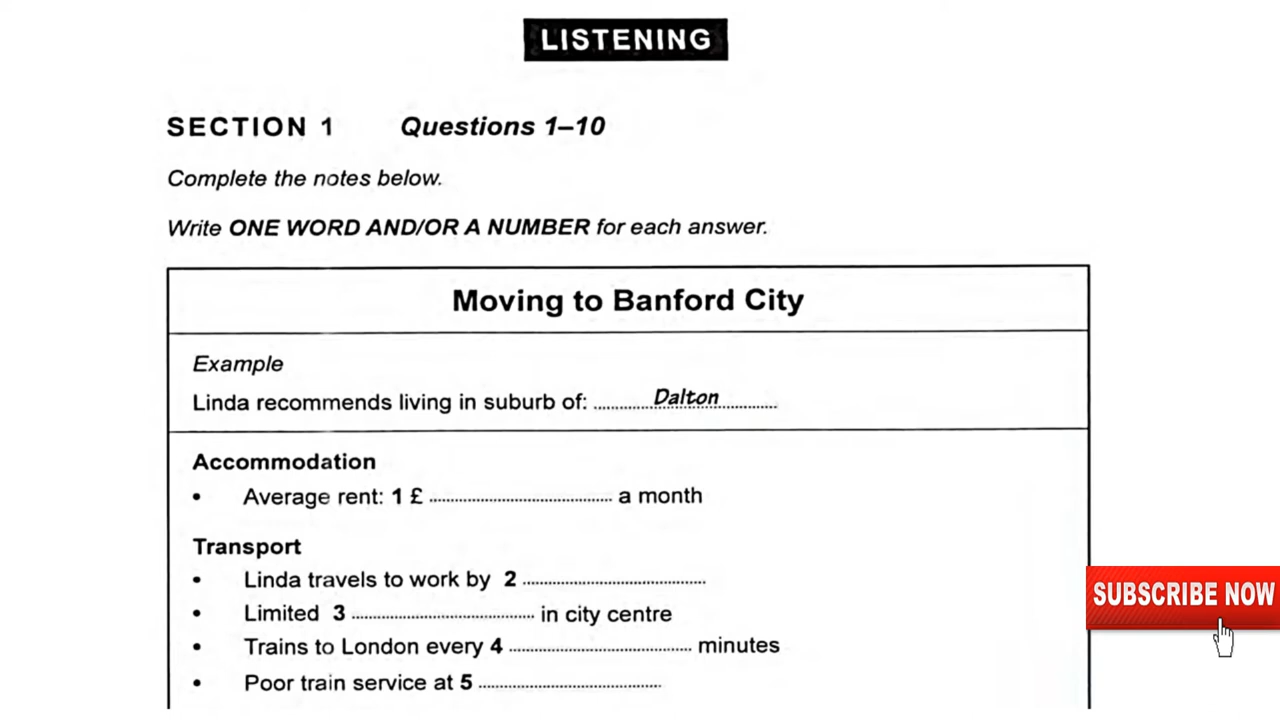 LISTENING
SECTION 1 Questions 1–10
Complete the notes below.
Write ONE WORD AND/OR A NUMBER for each answer.
Moving to Banford City
Example
Linda recommends living in suburb of: ............Dalton............
Accommodation
• Average rent: 1 £ .................................... a month
Transport
• Linda travels to work by 2 ....................................
• Limited 3 .................................... in city centre
• Trains to London every 4 .................................... minutes
• Poor train service at 5 ....................................
SUBSCRIBE NOW